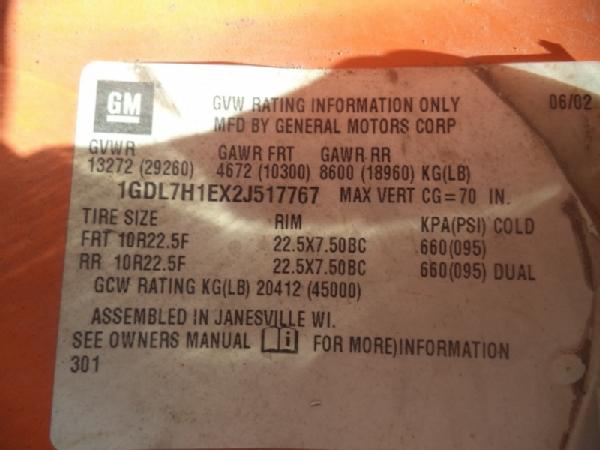 GM
GVW RATING INFORMATION ONLY 06/02
MFD BY GENERAL MOTORS CORP
GVWR GAWR FRT GAWR RR
13272 (29260) 4672 (10300) 8600 (18960) KG(LB)
1GDL7H1EX2J517767 MAX VERT CG=70 IN.
TIRE SIZE RIM KPA(PSI) COLD
FRT 10R22.5F 22.5X7.50BC 660(095)
RR 10R22.5F 22.5X7.50BC 660(095) DUAL
GCW RATING KG(LB) 20412 (45000)
ASSEMBLED IN JANESVILLE WI.
SEE OWNERS MANUAL i FOR MORE)INFORMATION
301